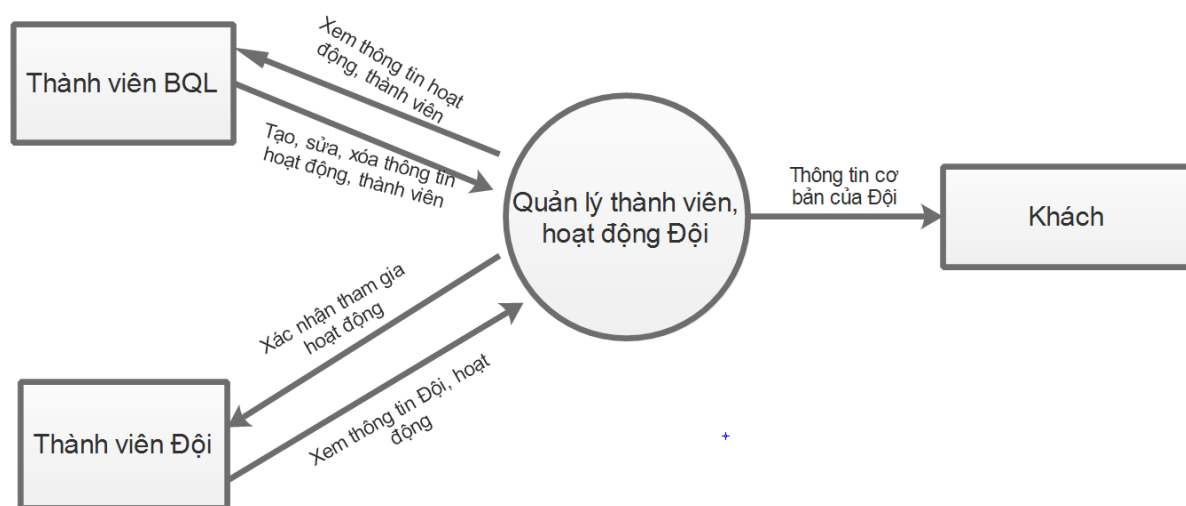 Thành viên BQL
Xem thông tin hoạt
động, thành viên
Tạo, sửa, xóa thông tin
hoạt động, thành viên
Quản lý thành viên,
hoạt động Đội
Thông tin cơ
bản của Đội
Khách
Xác nhận tham gia
hoạt động
Xem thông tin Đội, hoạt
động
Thành viên Đội